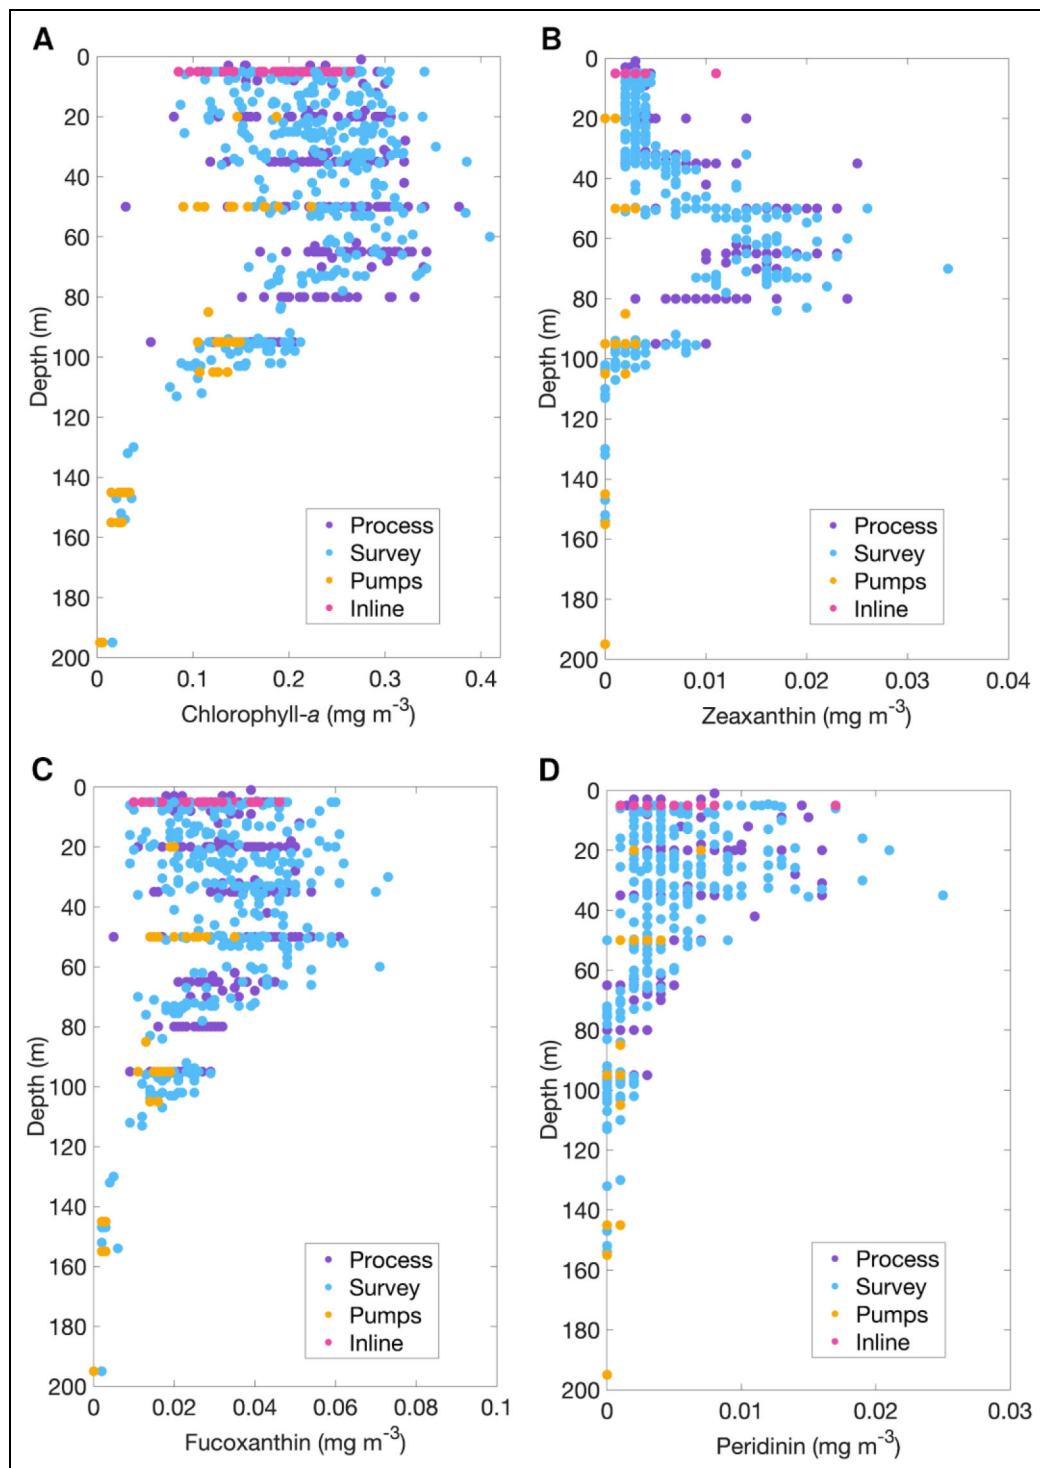 A
0
20
40
60
80
100
120
140
160
180
200
Depth (m)
0
0.1
0.2
0.3
0.4
Chlorophyll-a (mg m-3)
Process
Survey
Pumps
Inline
B
0
20
40
60
80
100
120
140
160
180
200
Depth (m)
0
0.01
0.02
0.03
0.04
Zeaxanthin (mg m-3)
Process
Survey
Pumps
Inline
C
0
20
40
60
80
100
120
140
160
180
200
Depth (m)
0
0.02
0.04
0.06
0.08
0.1
Fucoxanthin (mg m-3)
Process
Survey
Pumps
Inline
D
0
20
40
60
80
100
120
140
160
180
200
Depth (m)
0
0.01
0.02
0.03
Peridinin (mg m-3)
Process
Survey
Pumps
Inline